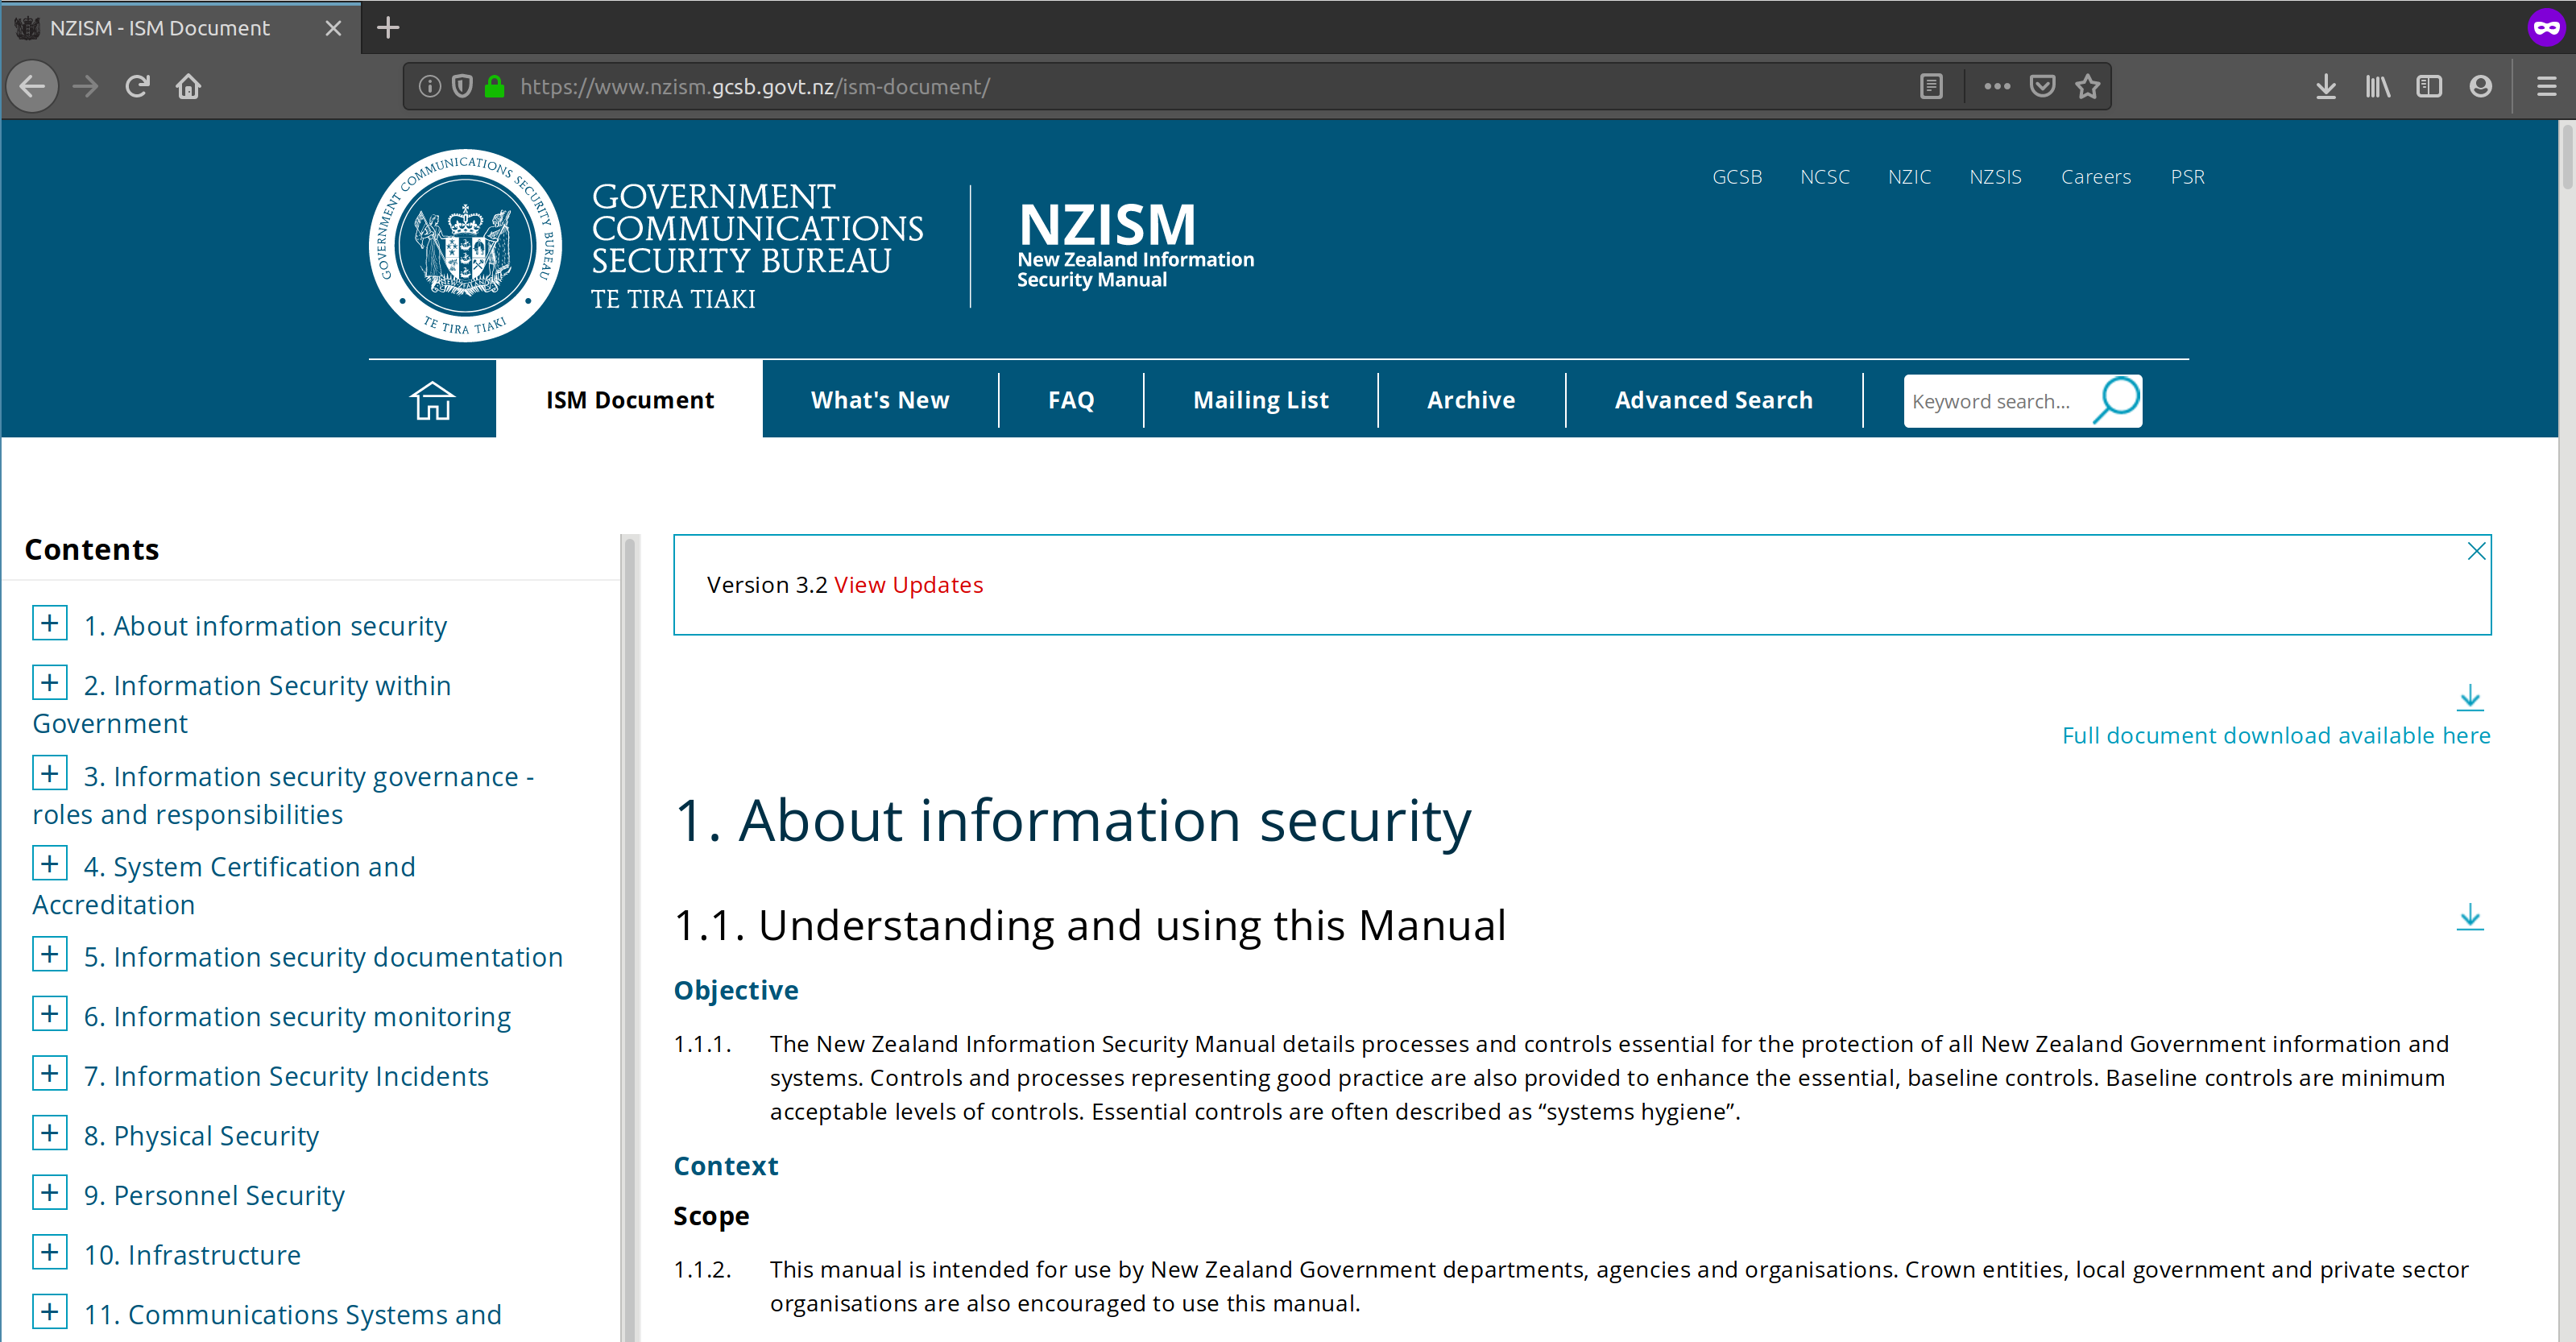 NZISM - ISM Document
https://www.nzism.gcsb.govt.nz/ism-document/
GOVERNMENT COMMUNICATIONS SECURITY BUREAU
TE TIRA TIAKI
GOVERNMENT
COMMUNICATIONS
SECURITY BUREAU
TE TIRA TIAKI
NZISM
New Zealand Information
Security Manual
GCSB NCSC NZIC NZSIS Careers PSR
ISM Document What's New FAQ Mailing List Archive Advanced Search Keyword search...
Contents
1. About information security
2. Information Security within
Government
3. Information security governance -
roles and responsibilities
4. System Certification and
Accreditation
5. Information security documentation
6. Information security monitoring
7. Information Security Incidents
8. Physical Security
9. Personnel Security
10. Infrastructure
11. Communications Systems and
Version 3.2 View Updates
Full document download available here
1. About information security
1.1. Understanding and using this Manual
Objective
1.1.1. The New Zealand Information Security Manual details processes and controls essential for the protection of all New Zealand Government information and
systems. Controls and processes representing good practice are also provided to enhance the essential, baseline controls. Baseline controls are minimum
acceptable levels of controls. Essential controls are often described as “systems hygiene”.
Context
Scope
1.1.2. This manual is intended for use by New Zealand Government departments, agencies and organisations. Crown entities, local government and private sector
organisations are also encouraged to use this manual.